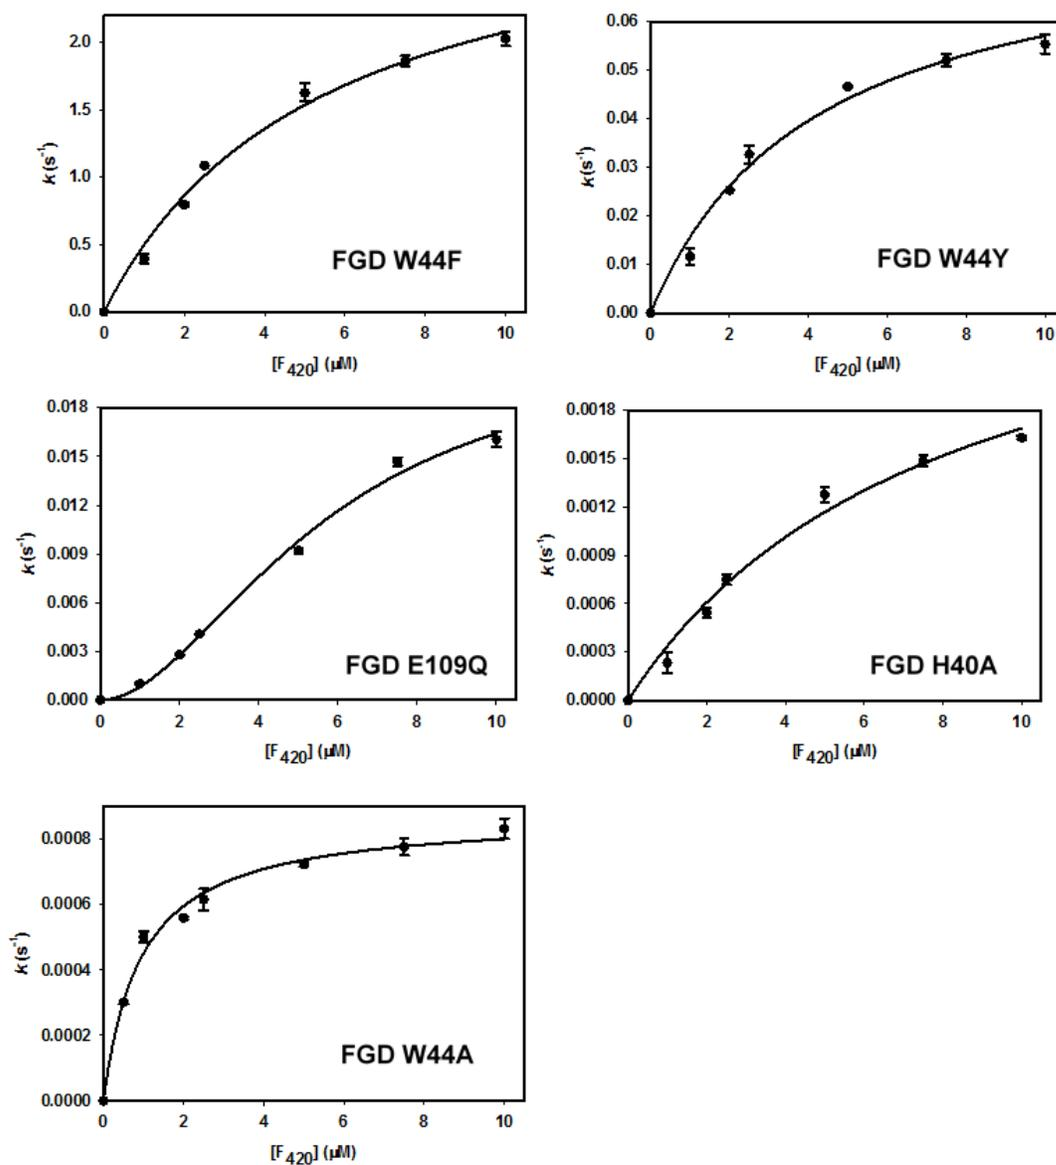 2.0
1.5
1.0
0.5
0.0
k (s⁻¹)
FGD W44F
0 2 4 6 8 10
[F420] (µM)
0.06
0.05
0.04
0.03
0.02
0.01
0.00
k (s⁻¹)
FGD W44Y
0 2 4 6 8 10
[F420] (µM)
0.018
0.015
0.012
0.009
0.006
0.003
0.000
k (s⁻¹)
FGD E109Q
0 2 4 6 8 10
[F420] (µM)
0.0018
0.0015
0.0012
0.0009
0.0006
0.0003
0.0000
k (s⁻¹)
FGD H40A
0 2 4 6 8 10
[F420] (µM)
0.0008
0.0006
0.0004
0.0002
0.0000
k (s⁻¹)
FGD W44A
0 2 4 6 8 10
[F420] (µM)